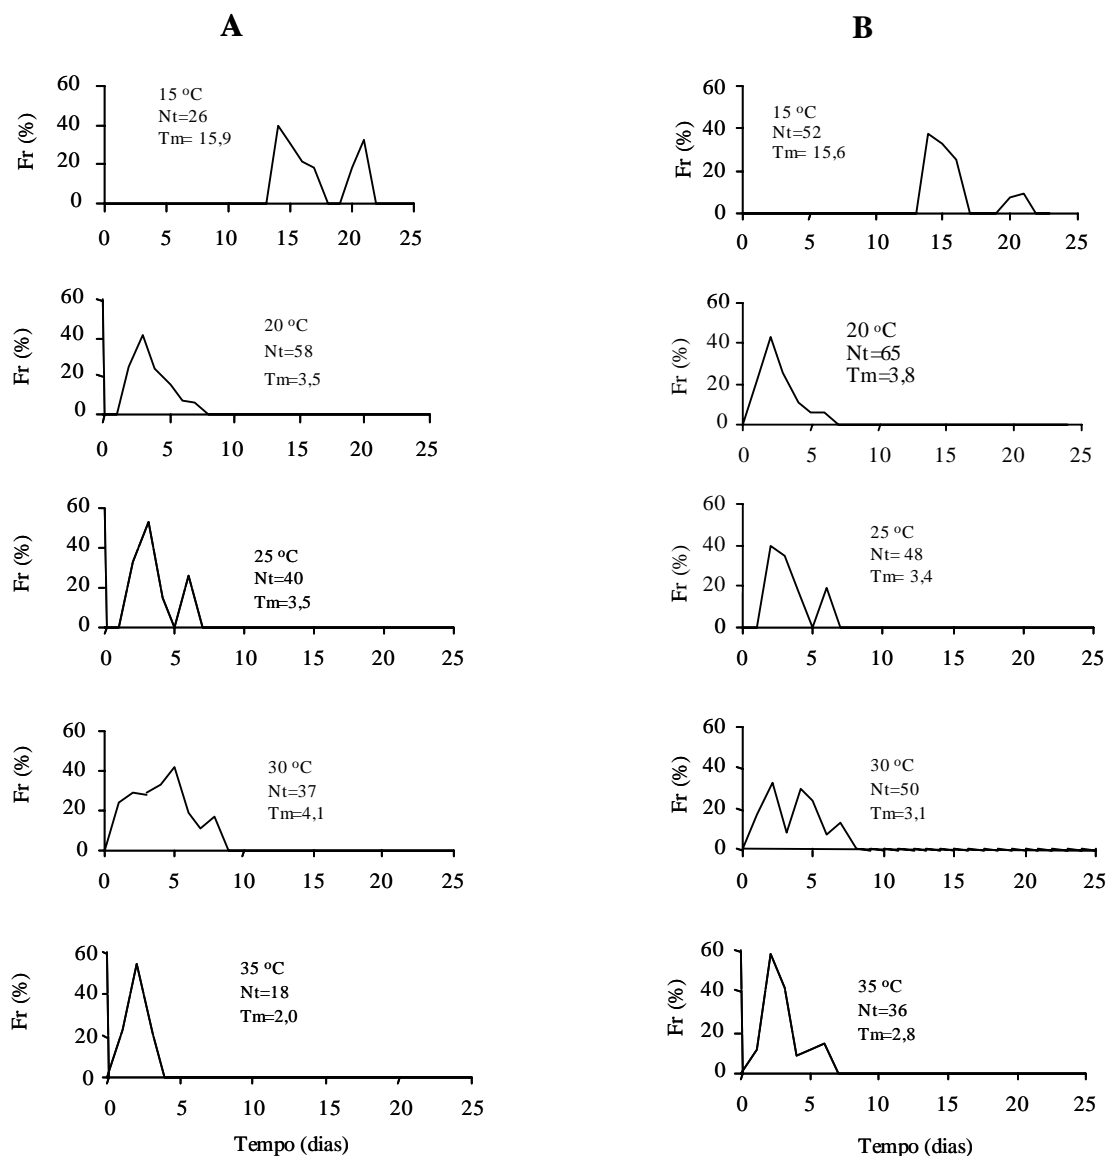 A
60
40
20
0
Fr (%)
15 ºC
Nt=26
Tm= 15,9
0 5 10 15 20 25
60
40
20
0
Fr (%)
20 ºC
Nt=58
Tm=3,5
0 5 10 15 20 25
60
40
20
0
Fr (%)
25 ºC
Nt=40
Tm=3,5
0 5 10 15 20 25
60
40
20
0
Fr (%)
30 ºC
Nt=37
Tm=4,1
0 5 10 15 20 25
60
40
20
0
Fr (%)
35 ºC
Nt=18
Tm=2,0
0 5 10 15 20 25
Tempo (dias)
B
60
40
20
0
Fr (%)
15 ºC
Nt=52
Tm= 15,6
0 5 10 15 20 25
60
40
20
0
Fr (%)
20 ºC
Nt=65
Tm=3,8
0 5 10 15 20 25
60
40
20
0
Fr (%)
25 ºC
Nt= 48
Tm= 3,4
0 5 10 15 20 25
60
40
20
0
Fr (%)
30 ºC
Nt=50
Tm=3,1
0 5 10 15 20 25
60
40
20
0
Fr (%)
35 ºC
Nt=36
Tm=2,8
0 5 10 15 20 25
Tempo (dias)